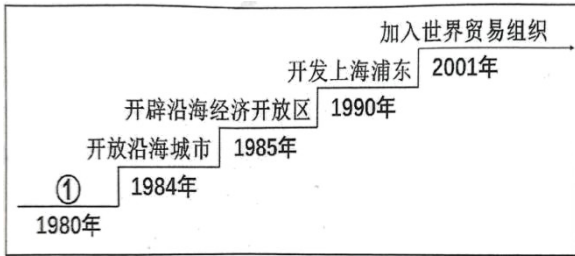 加入世界贸易组织
开发上海浦东
2001年
开辟沿海经济开放区
1990年
开放沿海城市
1985年
①
1984年
1980年